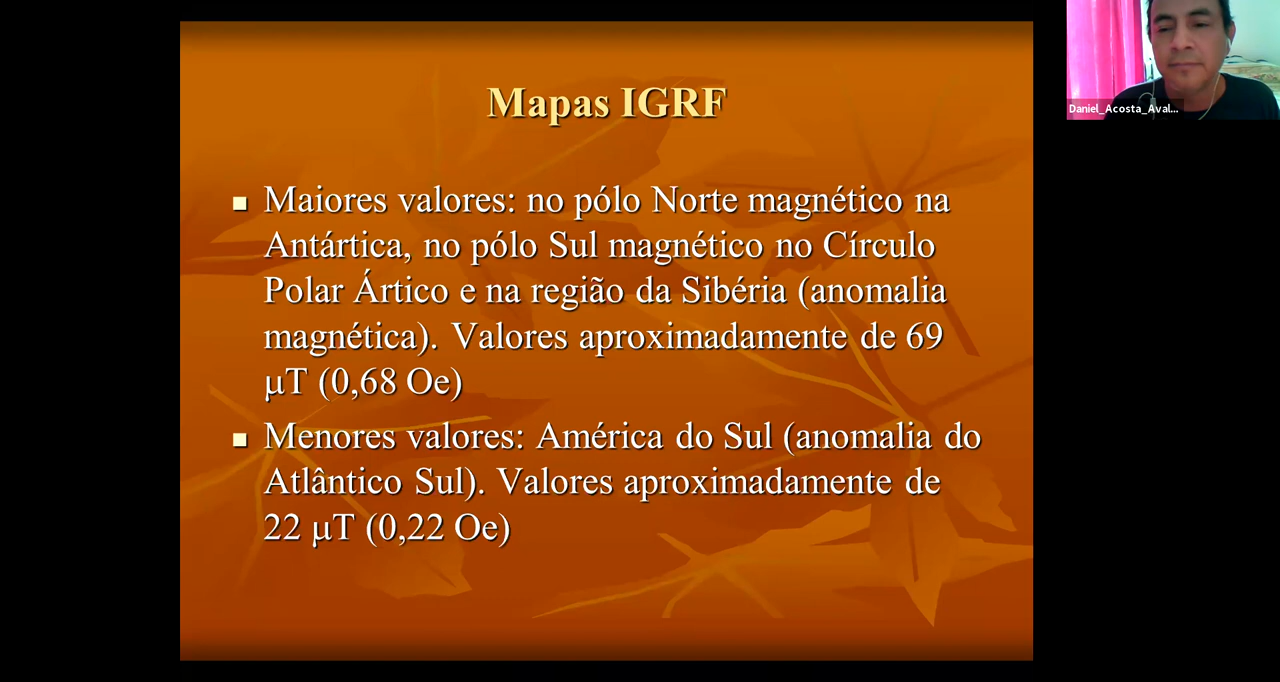 Mapas IGRF
Maiores valores: no pólo Norte magnético na
Antártica, no pólo Sul magnético no Círculo
Polar Ártico e na região da Sibéria (anomalia
magnética). Valores aproximadamente de 69
μT (0,68 Oe)
Menores valores: América do Sul (anomalia do
Atlântico Sul). Valores aproximadamente de
22 μT (0,22 Oe)
Daniel_Acosta_Aval...